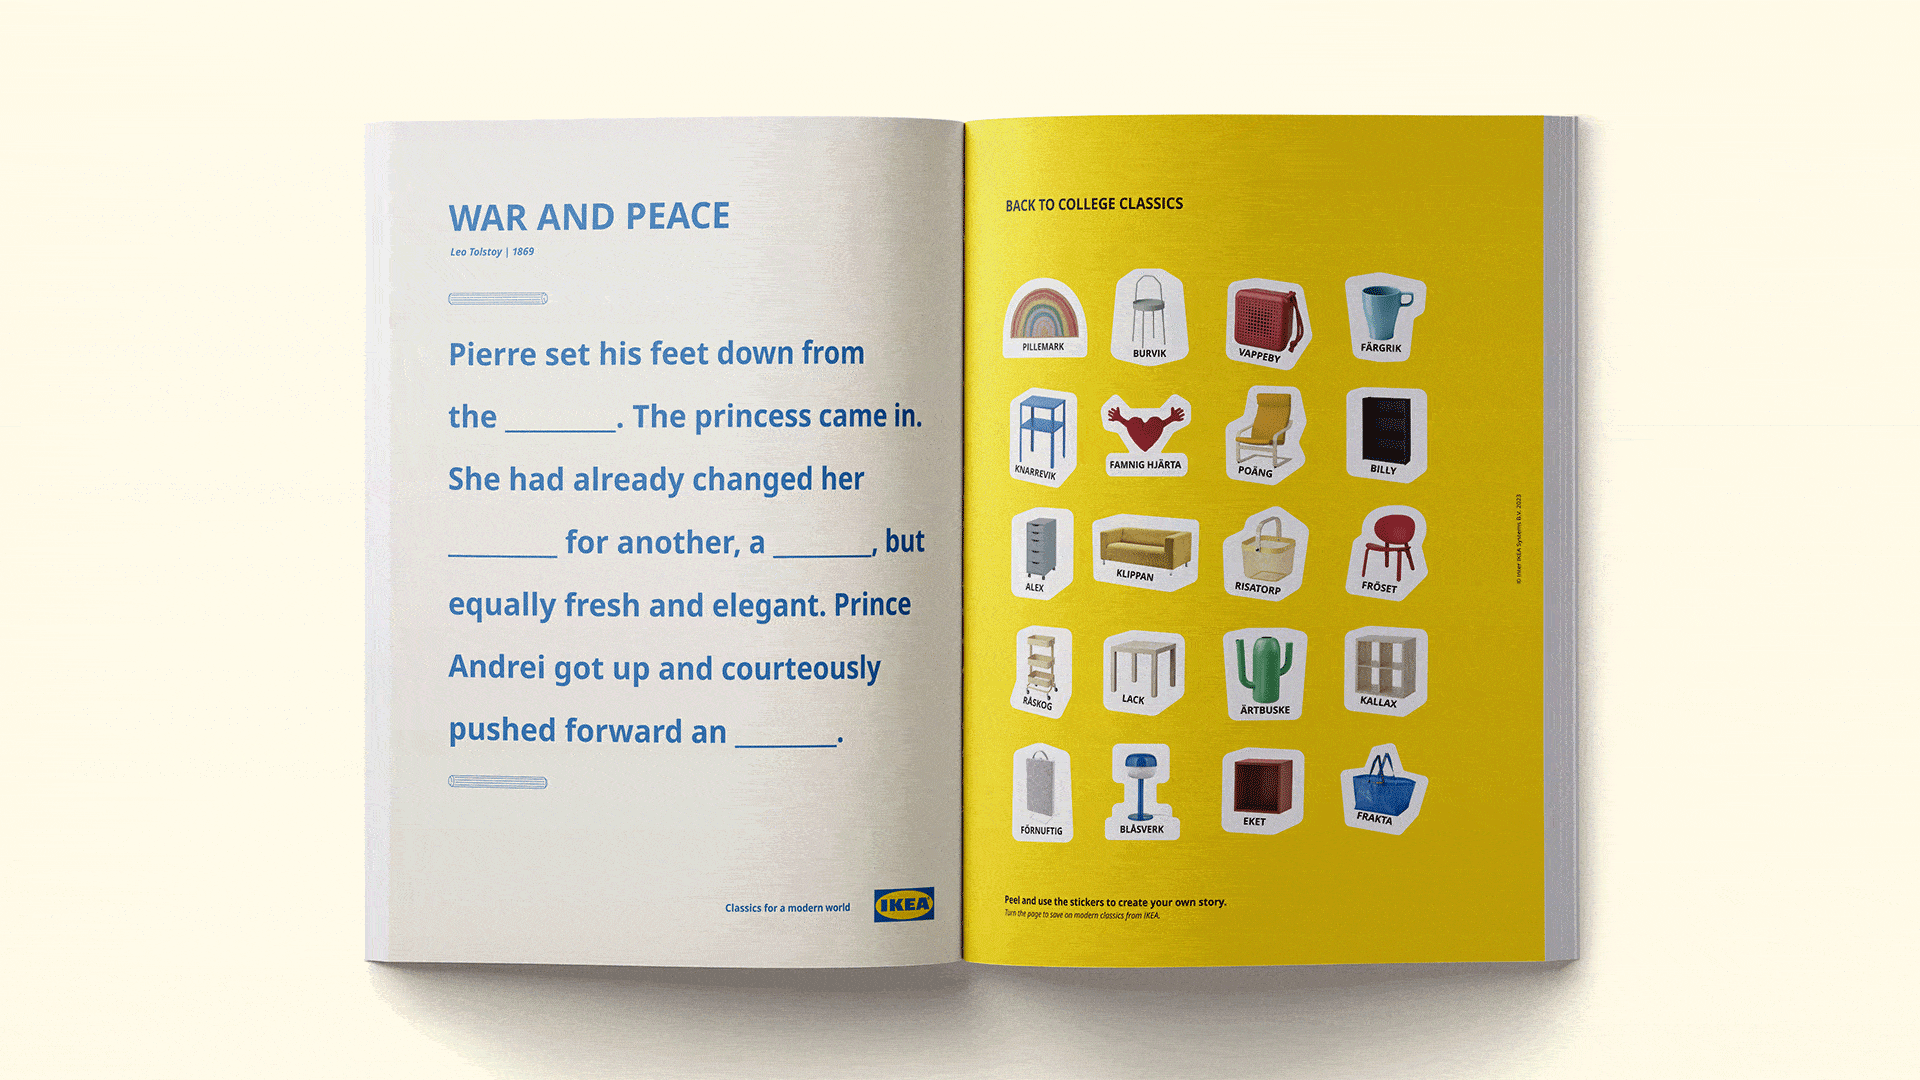 WAR AND PEACE
Leo Tolstoy | 1869
Pierre set his feet down from
the ________. The princess came in.
She had already changed her
________ for another, a _______, but
equally fresh and elegant. Prince
Andrei got up and courteously
pushed forward an _______.
Classics for a modern world
IKEA
BACK TO COLLEGE CLASSICS
PILLEMARK
BURVIK
VAPPEBY
FÄRGRIK
KNARREVIK
FAMNIG HJÄRTA
POÄNG
BILLY
ALEX
KLIPPAN
RISATORP
FRÖSET
RÅSKOG
LACK
ÄRTBUSKE
KALLAX
FÖRNUFTIG
BLÅSVERK
EKET
FRAKTA
Peel and use the stickers to create your own story.
Turn the page to save on modern classics from IKEA.
© Inter IKEA Systems B.V. 2023